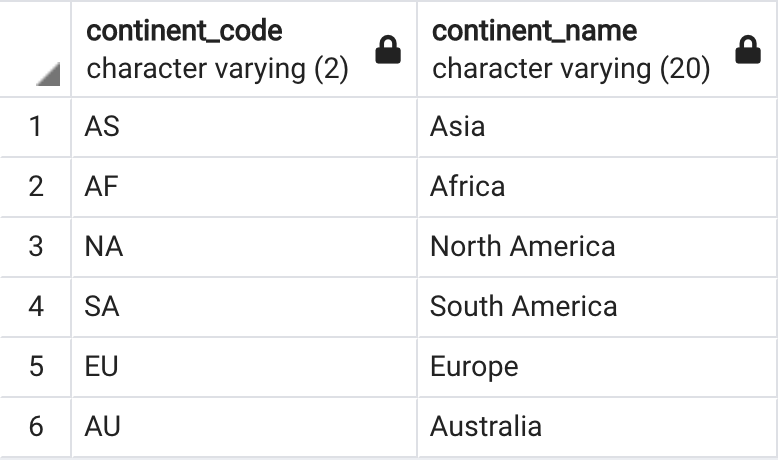 continent_code continent_name
character varying (2) character varying (20)
1 AS Asia
2 AF Africa
3 NA North America
4 SA South America
5 EU Europe
6 AU Australia